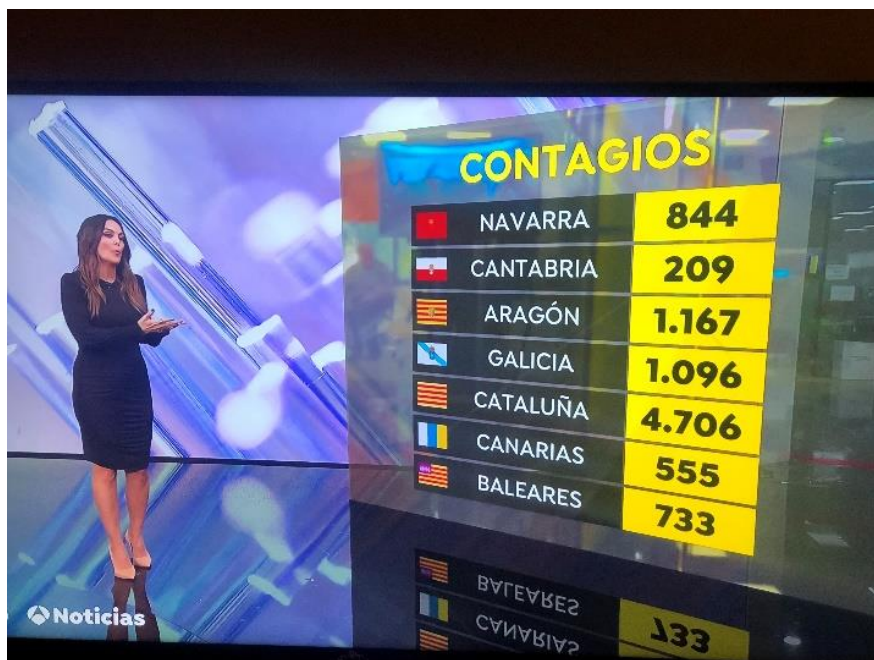 CONTAGIOS
NAVARRA 844
CANTABRIA 209
ARAGÓN 1.167
GALICIA 1.096
CATALUÑA 4.706
CANARIAS 555
BALEARES 733
BALEARES 733
CANARIAS
Noticias